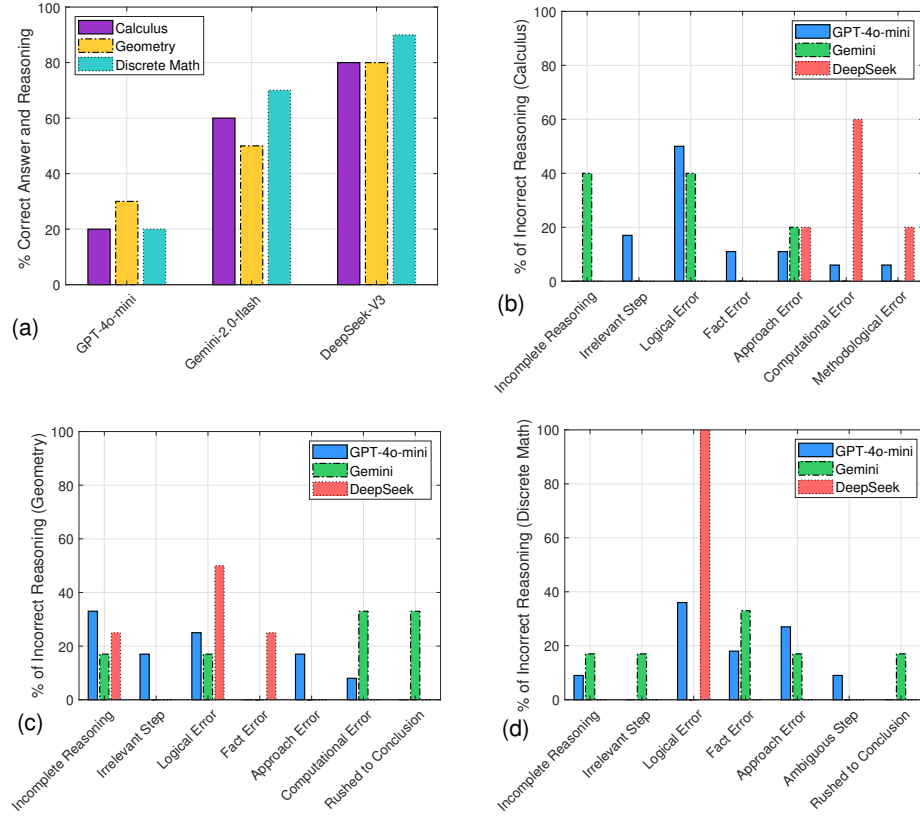 % Correct Answer and Reasoning
100
80
60
40
20
0
Calculus
Geometry
Discrete Math
GPT-4o-mini
Gemini-2.0-flash
DeepSeek-V3
(a)
% of Incorrect Reasoning (Calculus)
100
80
60
40
20
0
GPT-4o-mini
Gemini
DeepSeek
Incomplete Reasoning
Irrelevant Step
Logical Error
Fact Error
Approach Error
Computational Error
Methodological Error
(b)
% of Incorrect Reasoning (Geometry)
100
80
60
40
20
0
GPT-4o-mini
Gemini
DeepSeek
Incomplete Reasoning
Irrelevant Step
Logical Error
Fact Error
Approach Error
Computational Error
Rushed to Conclusion
(c)
% of Incorrect Reasoning (Discrete Math)
100
80
60
40
20
0
GPT-4o-mini
Gemini
DeepSeek
Incomplete Reasoning
Irrelevant Step
Logical Error
Fact Error
Approach Error
Ambiguous Step
Rushed to Conclusion
(d)